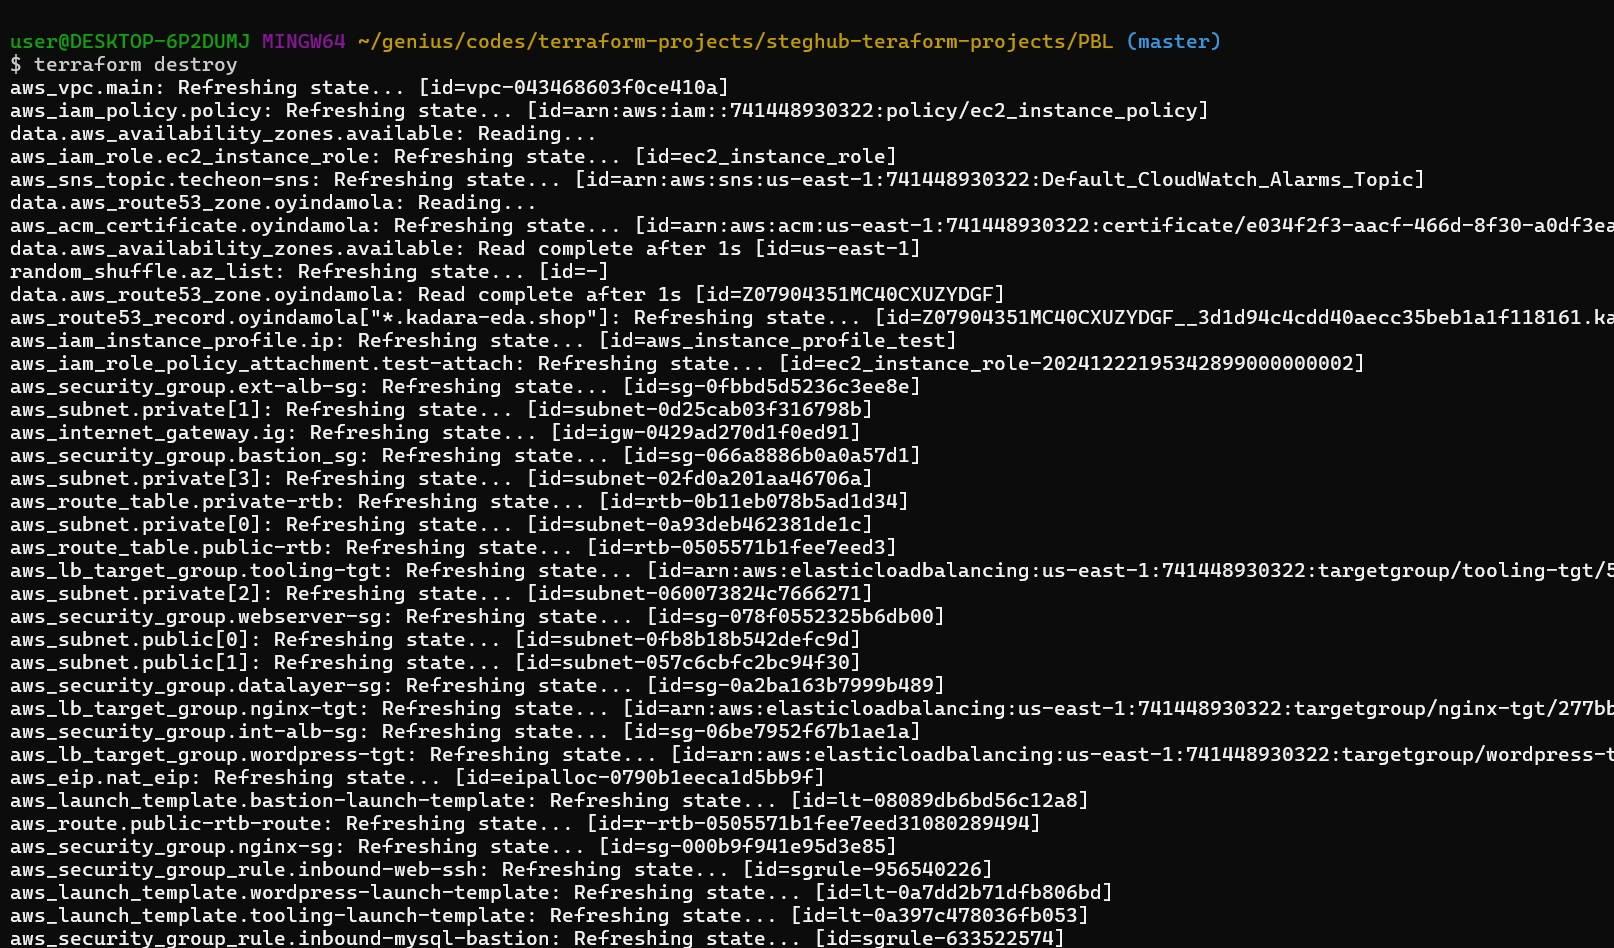 user@DESKTOP-6P2DUMJ MINGW64 ~/genius/codes/terraform-projects/steghub-teraform-projects/PBL (master)
$ terraform destroy
aws_vpc.main: Refreshing state... [id=vpc-043468603f0ce410a]
aws_iam_policy.policy: Refreshing state... [id=arn:aws:iam::741448930322:policy/ec2_instance_policy]
data.aws_availability_zones.available: Reading...
aws_iam_role.ec2_instance_role: Refreshing state... [id=ec2_instance_role]
aws_sns_topic.techeon-sns: Refreshing state... [id=arn:aws:sns:us-east-1:741448930322:Default_CloudWatch_Alarms_Topic]
data.aws_route53_zone.oyindamola: Reading...
aws_acm_certificate.oyindamola: Refreshing state... [id=arn:aws:acm:us-east-1:741448930322:certificate/e034f2f3-aacf-466d-8f30-a0df3ea
data.aws_availability_zones.available: Read complete after 1s [id=us-east-1]
random_shuffle.az_list: Refreshing state... [id=-]
data.aws_route53_zone.oyindamola: Read complete after 1s [id=Z07904351MC40CXUZYDGF]
aws_route53_record.oyindamola["*.kadara-eda.shop"]: Refreshing state... [id=Z07904351MC40CXUZYDGF__3d1d94c4cdd40aecc35beb1a1f118161.ka
aws_iam_instance_profile.ip: Refreshing state... [id=aws_instance_profile_test]
aws_iam_role_policy_attachment.test-attach: Refreshing state... [id=ec2_instance_role-20241222195342899000000002]
aws_security_group.ext-alb-sg: Refreshing state... [id=sg-0fbbd5d5236c3ee8e]
aws_subnet.private[1]: Refreshing state... [id=subnet-0d25cab03f316798b]
aws_internet_gateway.ig: Refreshing state... [id=igw-0429ad270d1f0ed91]
aws_security_group.bastion_sg: Refreshing state... [id=sg-066a8886b0a0a57d1]
aws_subnet.private[3]: Refreshing state... [id=subnet-02fd0a201aa46706a]
aws_route_table.private-rtb: Refreshing state... [id=rtb-0b11eb078b5ad1d34]
aws_subnet.private[0]: Refreshing state... [id=subnet-0a93deb462381de1c]
aws_route_table.public-rtb: Refreshing state... [id=rtb-0505571b1fee7eed3]
aws_lb_target_group.tooling-tgt: Refreshing state... [id=arn:aws:elasticloadbalancing:us-east-1:741448930322:targetgroup/tooling-tgt/5
aws_subnet.private[2]: Refreshing state... [id=subnet-060073824c7666271]
aws_security_group.webserver-sg: Refreshing state... [id=sg-078f0552325b6db00]
aws_subnet.public[0]: Refreshing state... [id=subnet-0fb8b18b542defc9d]
aws_subnet.public[1]: Refreshing state... [id=subnet-057c6cbfc2bc94f30]
aws_security_group.datalayer-sg: Refreshing state... [id=sg-0a2ba163b7999b489]
aws_lb_target_group.nginx-tgt: Refreshing state... [id=arn:aws:elasticloadbalancing:us-east-1:741448930322:targetgroup/nginx-tgt/277bb
aws_security_group.int-alb-sg: Refreshing state... [id=sg-06be7952f67b1ae1a]
aws_lb_target_group.wordpress-tgt: Refreshing state... [id=arn:aws:elasticloadbalancing:us-east-1:741448930322:targetgroup/wordpress-t
aws_eip.nat_eip: Refreshing state... [id=eipalloc-0790b1eeca1d5bb9f]
aws_launch_template.bastion-launch-template: Refreshing state... [id=lt-08089db6bd56c12a8]
aws_route.public-rtb-route: Refreshing state... [id=r-rtb-0505571b1fee7eed31080289494]
aws_security_group.nginx-sg: Refreshing state... [id=sg-000b9f941e95d3e85]
aws_security_group_rule.inbound-web-ssh: Refreshing state... [id=sgrule-956540226]
aws_launch_template.wordpress-launch-template: Refreshing state... [id=lt-0a7dd2b71dfb806bd]
aws_launch_template.tooling-launch-template: Refreshing state... [id=lt-0a397c478036fb053]
aws_security_group_rule.inbound-mysql-bastion: Refreshing state... [id=sgrule-633522574]